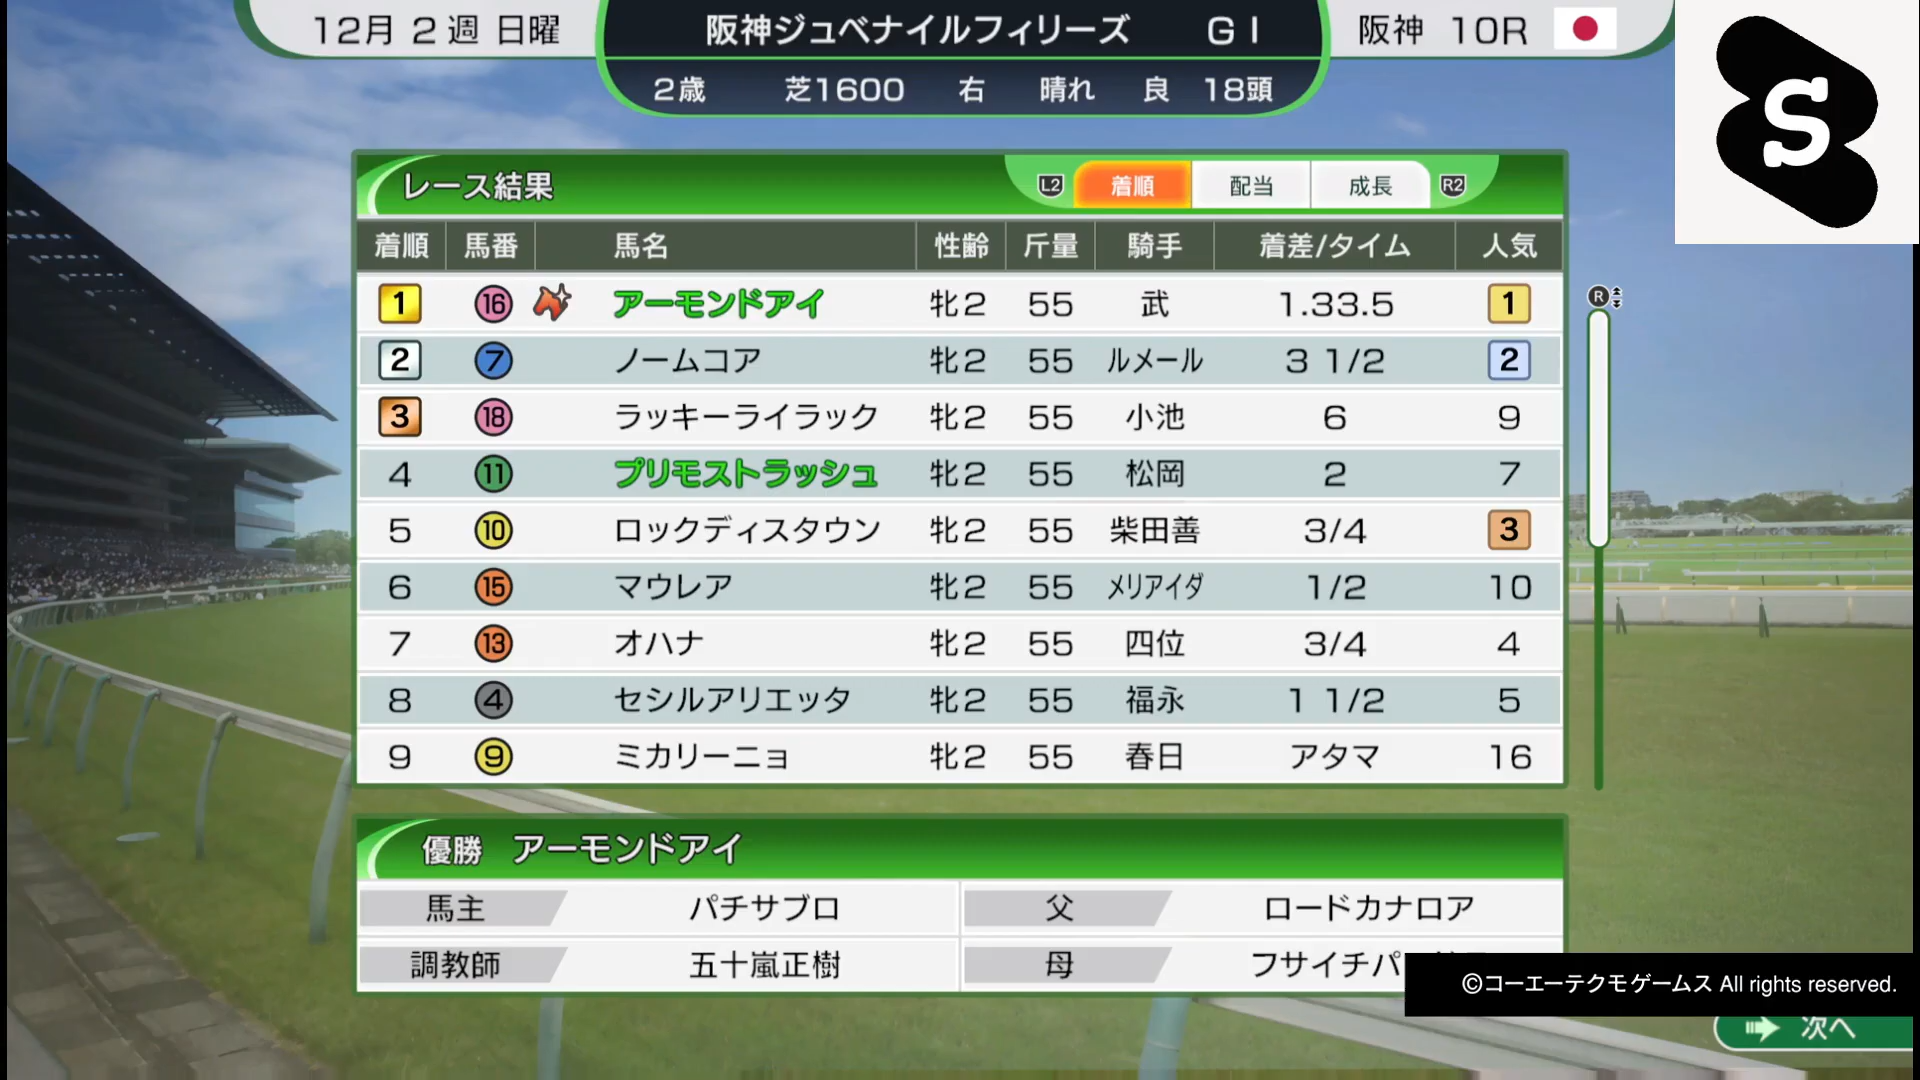 12月 2週 日曜
阪神ジュベナイルフィリーズ GⅠ
阪神 10R
2歳 芝1600 右 晴れ 良 18頭
S
レース結果
L2 着順 配当 成長 R2
着順 馬番 馬名 性齢 斤量 騎手 着差/タイム 人気
1 16 アーモンドアイ 牝2 55 武 1.33.5 1
2 7 ノームコア 牝2 55 ルメール 3 1/2 2
3 18 ラッキーライラック 牝2 55 小池 6 9
4 11 プリモストラッシュ 牝2 55 松岡 2 7
5 10 ロックディスタウン 牝2 55 柴田善 3/4 3
6 15 マウレア 牝2 55 メリアイダ 1/2 10
7 13 オハナ 牝2 55 四位 3/4 4
8 4 セシルアリエッタ 牝2 55 福永 1 1/2 5
9 9 ミカリーニョ 牝2 55 春日 アタマ 16
R
優勝 アーモンドアイ
馬主 パチサブロ 父 ロードカナロア
調教師 五十嵐正樹 母 フサイチパ
©コーエーテクモゲームス All rights reserved.
次へ